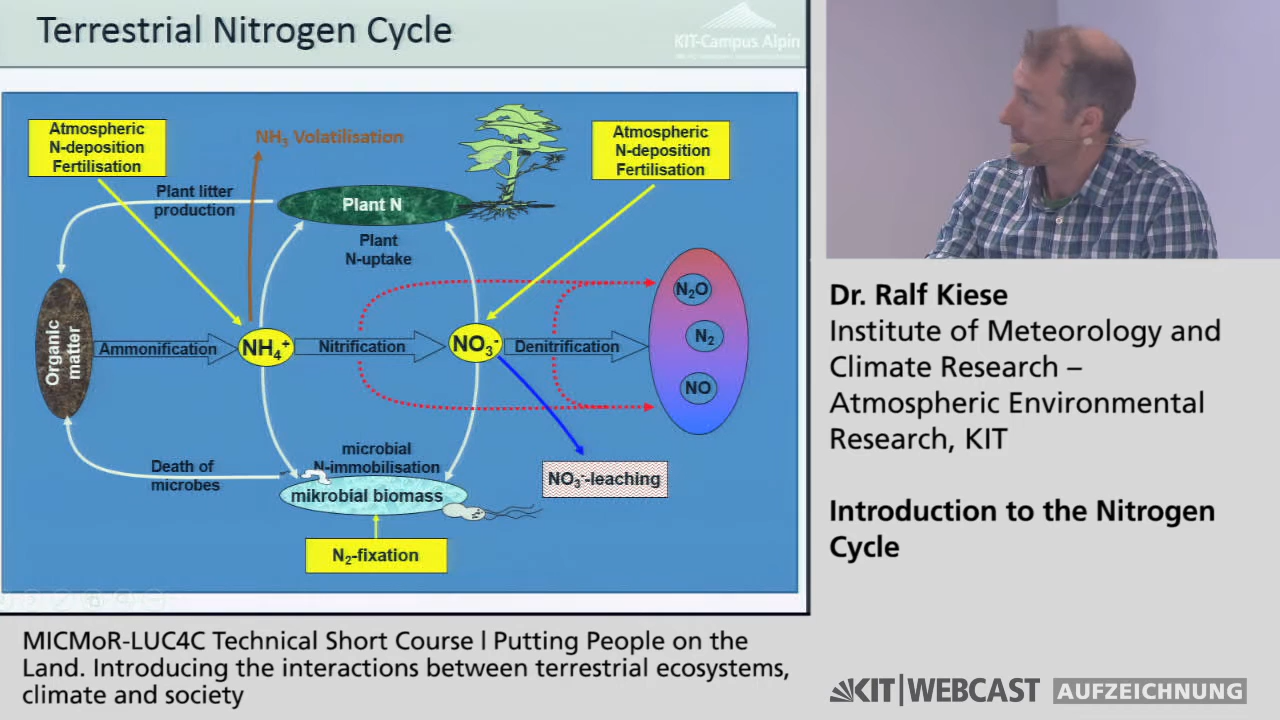 Terrestrial Nitrogen Cycle
KIT-Campus Alpin
Atmospheric
N-deposition
Fertilisation
NH₃ Volatilisation
Atmospheric
N-deposition
Fertilisation
Plant litter
production
Plant N
Plant
N-uptake
Organic
matter
Ammonification
NH₄⁺
Nitrification
NO₃⁻
Denitrification
N₂O
N₂
NO
microbial
N-immobilisation
Death of
microbes
mikrobial biomass
NO₃⁻-leaching
N₂-fixation
Dr. Ralf Kiese
Institute of Meteorology and
Climate Research –
Atmospheric Environmental
Research, KIT
Introduction to the Nitrogen
Cycle
MICMoR-LUC4C Technical Short Course | Putting People on the
Land. Introducing the interactions between terrestrial ecosystems,
climate and society
KIT|WEBCAST AUFZEICHNUNG